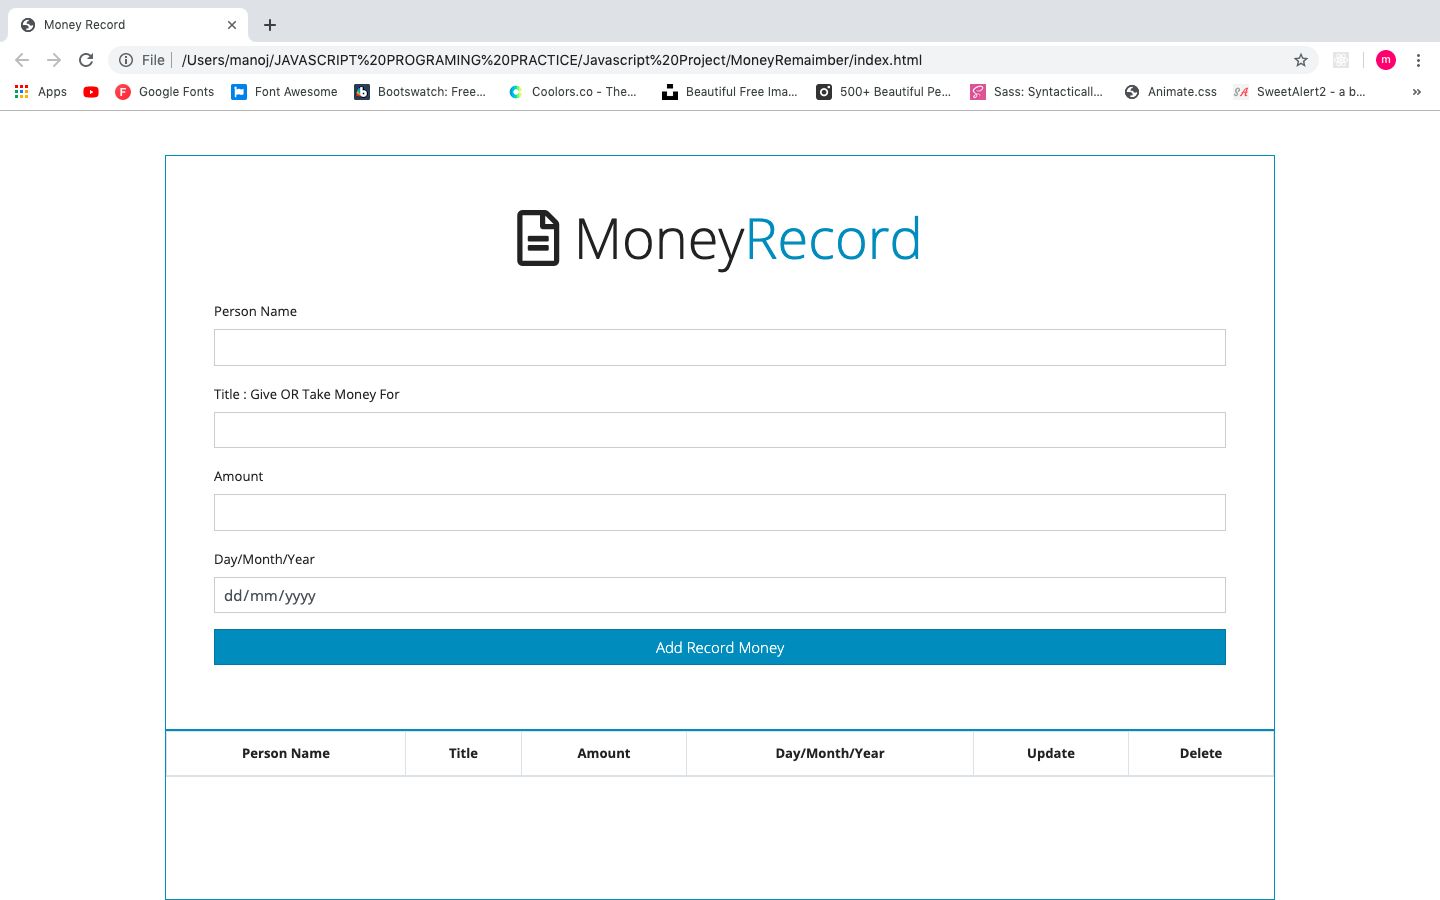 Money Record
File /Users/manoj/JAVASCRIPT%20PROGRAMING%20PRACTICE/Javascript%20Project/MoneyRemaimber/index.html m
Apps F Google Fonts Font Awesome b Bootswatch: Free... Coolors.co - The... Beautiful Free Ima... 500+ Beautiful Pe... Sass: Syntacticall... Animate.css SA SweetAlert2 - a b... »
MoneyRecord
Person Name
Title : Give OR Take Money For
Amount
Day/Month/Year
dd/mm/yyyy
Add Record Money
Person Name Title Amount Day/Month/Year Update Delete